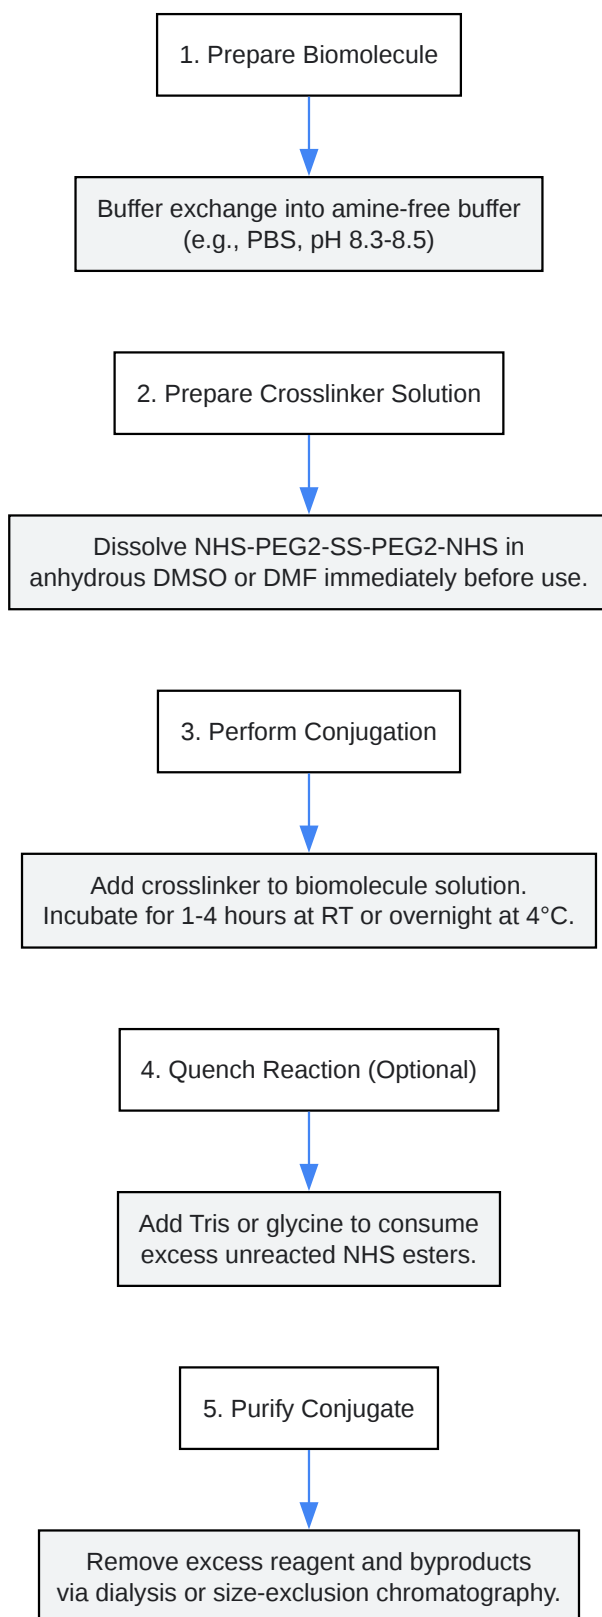 1. Prepare Biomolecule
Buffer exchange into amine-free buffer
(e.g., PBS, pH 8.3-8.5)
2. Prepare Crosslinker Solution
Dissolve NHS-PEG2-SS-PEG2-NHS in
anhydrous DMSO or DMF immediately before use.
3. Perform Conjugation
Add crosslinker to biomolecule solution.
Incubate for 1-4 hours at RT or overnight at 4°C.
4. Quench Reaction (Optional)
Add Tris or glycine to consume
excess unreacted NHS esters.
5. Purify Conjugate
Remove excess reagent and byproducts
via dialysis or size-exclusion chromatography.